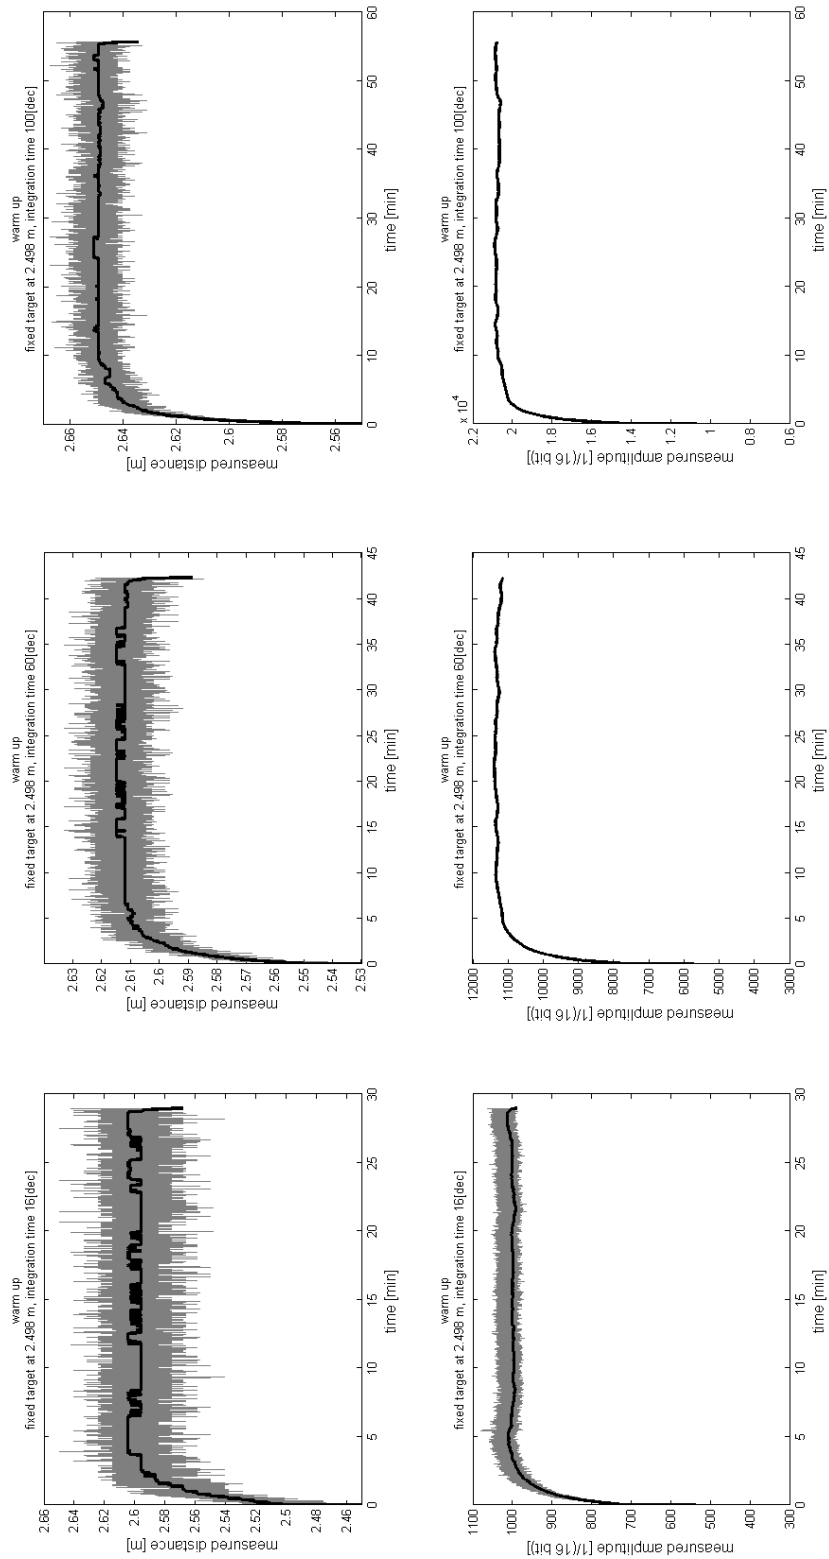 warm up
fixed target at 2.498 m, integration time 16[dec]
measured distance [m]
2.66
2.64
2.62
2.6
2.58
2.56
2.54
2.52
2.5
2.48
2.46
0 5 10 15 20 25 30
time [min]
warm up
fixed target at 2.498 m, integration time 60[dec]
measured distance [m]
2.63
2.62
2.61
2.6
2.59
2.58
2.57
2.56
2.55
2.54
2.53
0 5 10 15 20 25 30 35 40 45
time [min]
warm up
fixed target at 2.498 m, integration time 100[dec]
measured distance [m]
2.66
2.64
2.62
2.6
2.58
2.56
0 10 20 30 40 50 60
time [min]
warm up
fixed target at 2.498 m, integration time 16[dec]
measured amplitude [1/(16 bit)]
1100
1000
900
800
700
600
500
400
300
0 5 10 15 20 25 30
time [min]
warm up
fixed target at 2.498 m, integration time 60[dec]
measured amplitude [1/(16 bit)]
12000
11000
10000
9000
8000
7000
6000
5000
4000
3000
0 5 10 15 20 25 30 35 40 45
time [min]
warm up
fixed target at 2.498 m, integration time 100[dec]
x 10⁴
measured amplitude [1/(16 bit)]
2.2
2
1.8
1.6
1.4
1.2
1
0.8
0.6
0 10 20 30 40 50 60
time [min]